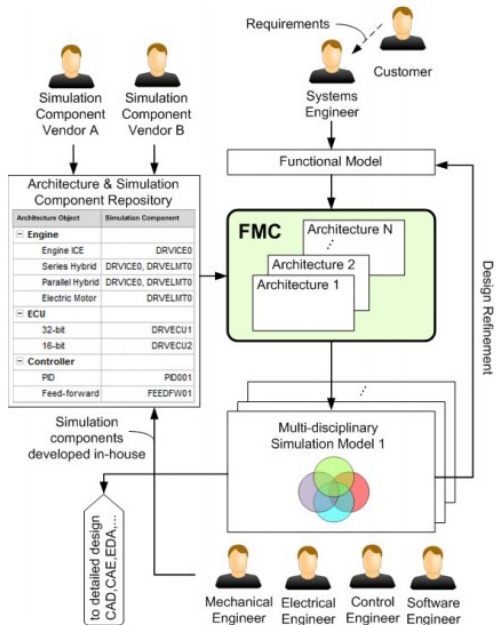 Requirements
Customer
Simulation
Component
Vendor A
Simulation
Component
Vendor B
Systems
Engineer
Functional Model
Architecture & Simulation
Component Repository
Architecture Object Simulation Component
Engine
Engine ICE DRVICE0
Series Hybrid DRVICE0, DRVELMT0
Parallel Hybrid DRVICE0, DRVELMT0
Electric Motor DRVELMT0
ECU
32-bit DRVECU1
16-bit DRVECU2
Controller
PID PID001
Feed-forward FEEDFW01
FMC
Architecture N
Architecture 2
Architecture 1
Design Refinement
Simulation
components
developed in-house
Multi-disciplinary
Simulation Model 1
to detailed design
CAD,CAE,EDA,...
Mechanical
Engineer
Electrical
Engineer
Control
Engineer
Software
Engineer